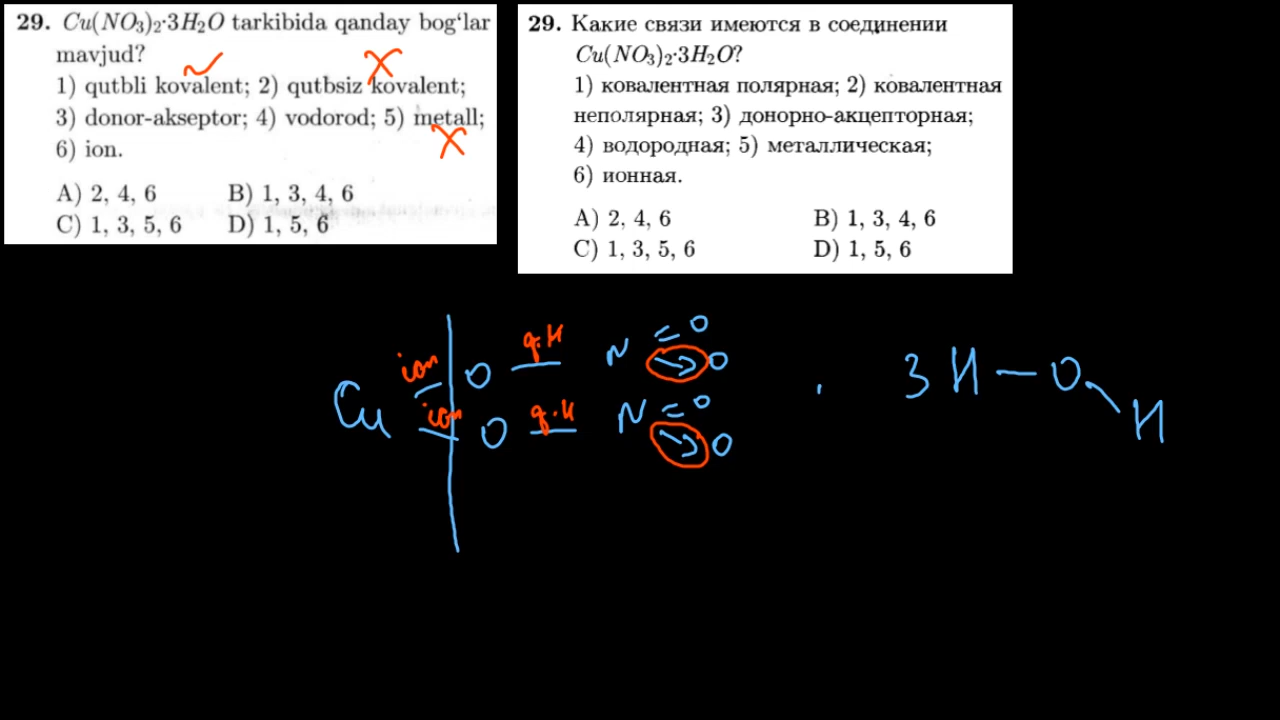 29. Cu(NO₃)₂·3H₂O tarkibida qanday bog‘lar
mavjud?
1) qutbli kovalent; 2) qutbsiz kovalent;
3) donor-akseptor; 4) vodorod; 5) metall;
6) ion.
A) 2, 4, 6 B) 1, 3, 4, 6
C) 1, 3, 5, 6 D) 1, 5, 6
29. Какие связи имеются в соединении
Cu(NO₃)₂·3H₂O?
1) ковалентная полярная; 2) ковалентная
неполярная; 3) донорно-акцепторная;
4) водородная; 5) металлическая;
6) ионная.
A) 2, 4, 6 B) 1, 3, 4, 6
C) 1, 3, 5, 6 D) 1, 5, 6
ion q.k
Cu — O — N = O → O
ion q.k
— O — N = O → O
· 3 H — O \ H